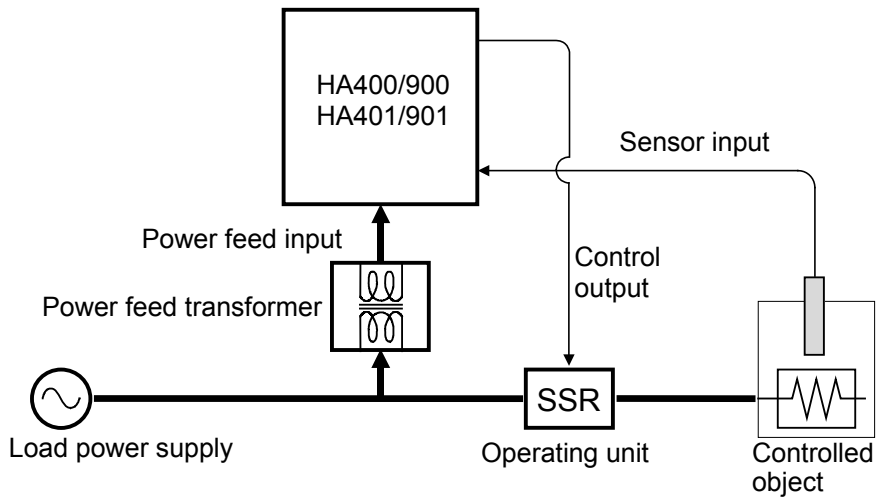 HA400/900
HA401/901
Sensor input
Power feed input
Control
output
Power feed transformer
SSR
Load power supply
Operating unit
Controlled
object